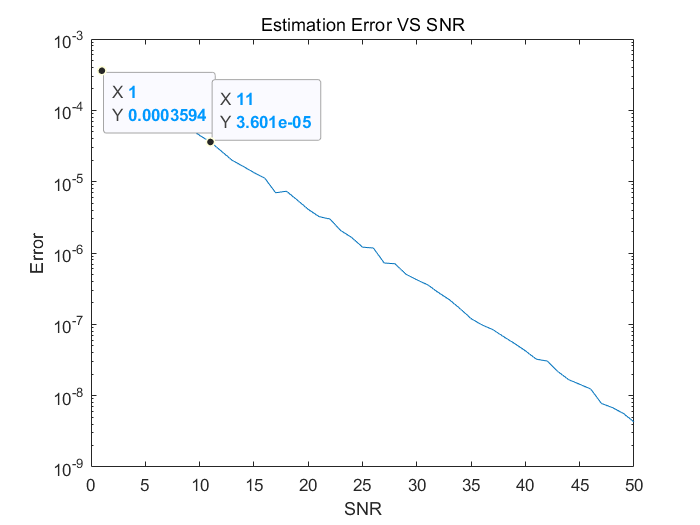 Estimation Error VS SNR
10-3
X 1
Y 0.0003594
X 11
Y 3.601e-05
10-4
10-5
10-6
10-7
10-8
10-9
Error
0 5 10 15 20 25 30 35 40 45 50
SNR